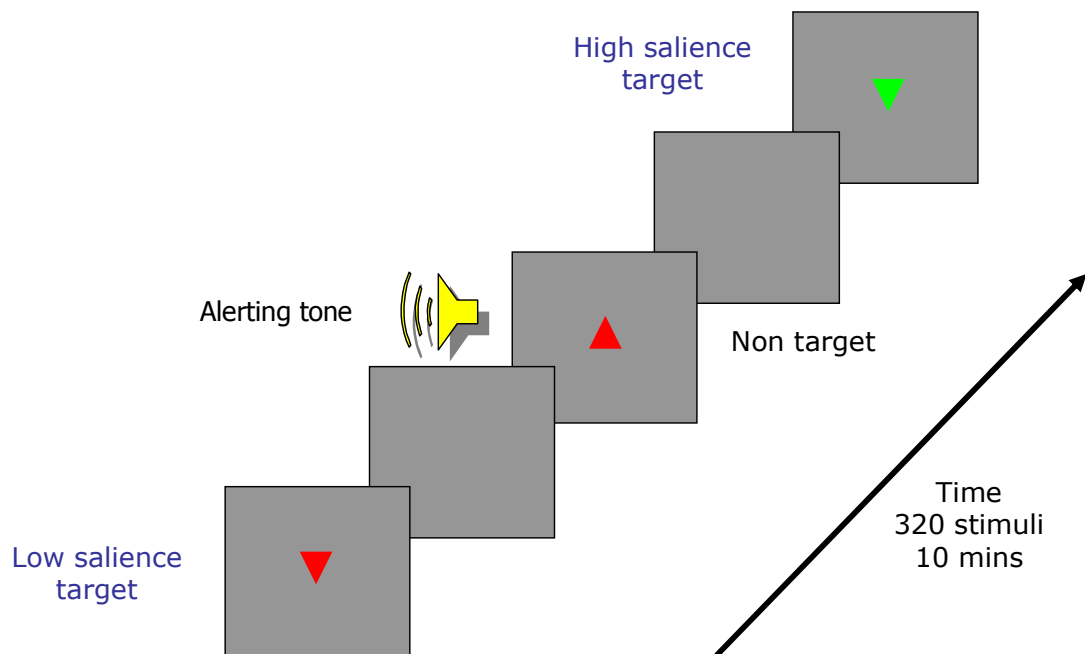 High salience
target
Alerting tone
Non target
Time
320 stimuli
10 mins
Low salience
target